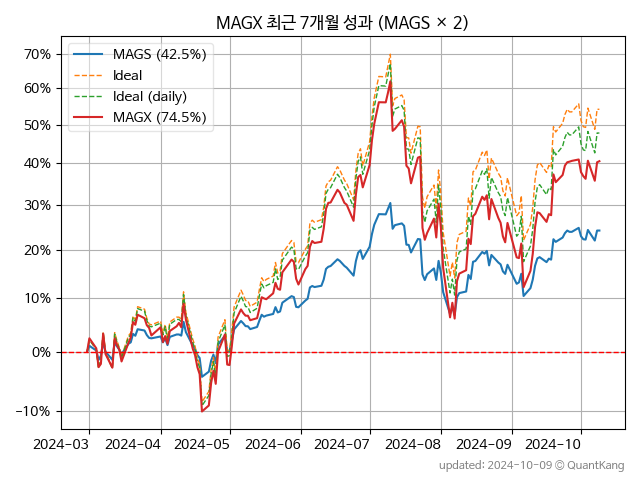 MAGX 최근 7개월 성과 (MAGS × 2)
MAGS (42.5%)
Ideal
Ideal (daily)
MAGX (74.5%)
70%
60%
50%
40%
30%
20%
10%
0%
−10%
2024-03 2024-04 2024-05 2024-06 2024-07 2024-08 2024-09 2024-10
updated: 2024-10-09 © QuantKang